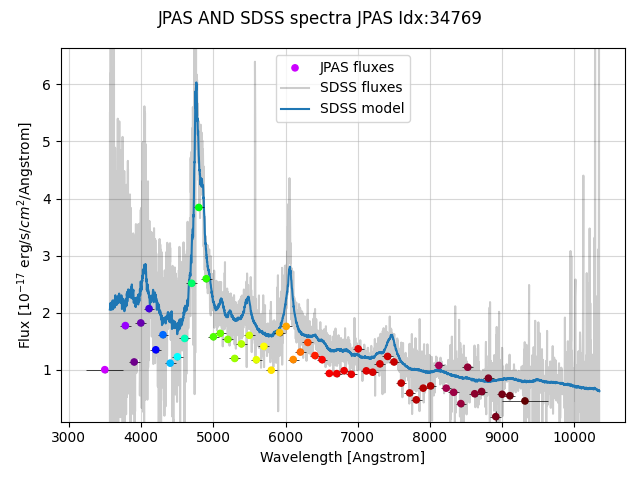 JPAS AND SDSS spectra JPAS Idx:34769
JPAS fluxes
SDSS fluxes
SDSS model
Flux [10^{-17} erg/s/cm^2/Angstrom]
6
5
4
3
2
1
3000 4000 5000 6000 7000 8000 9000 10000
Wavelength [Angstrom]